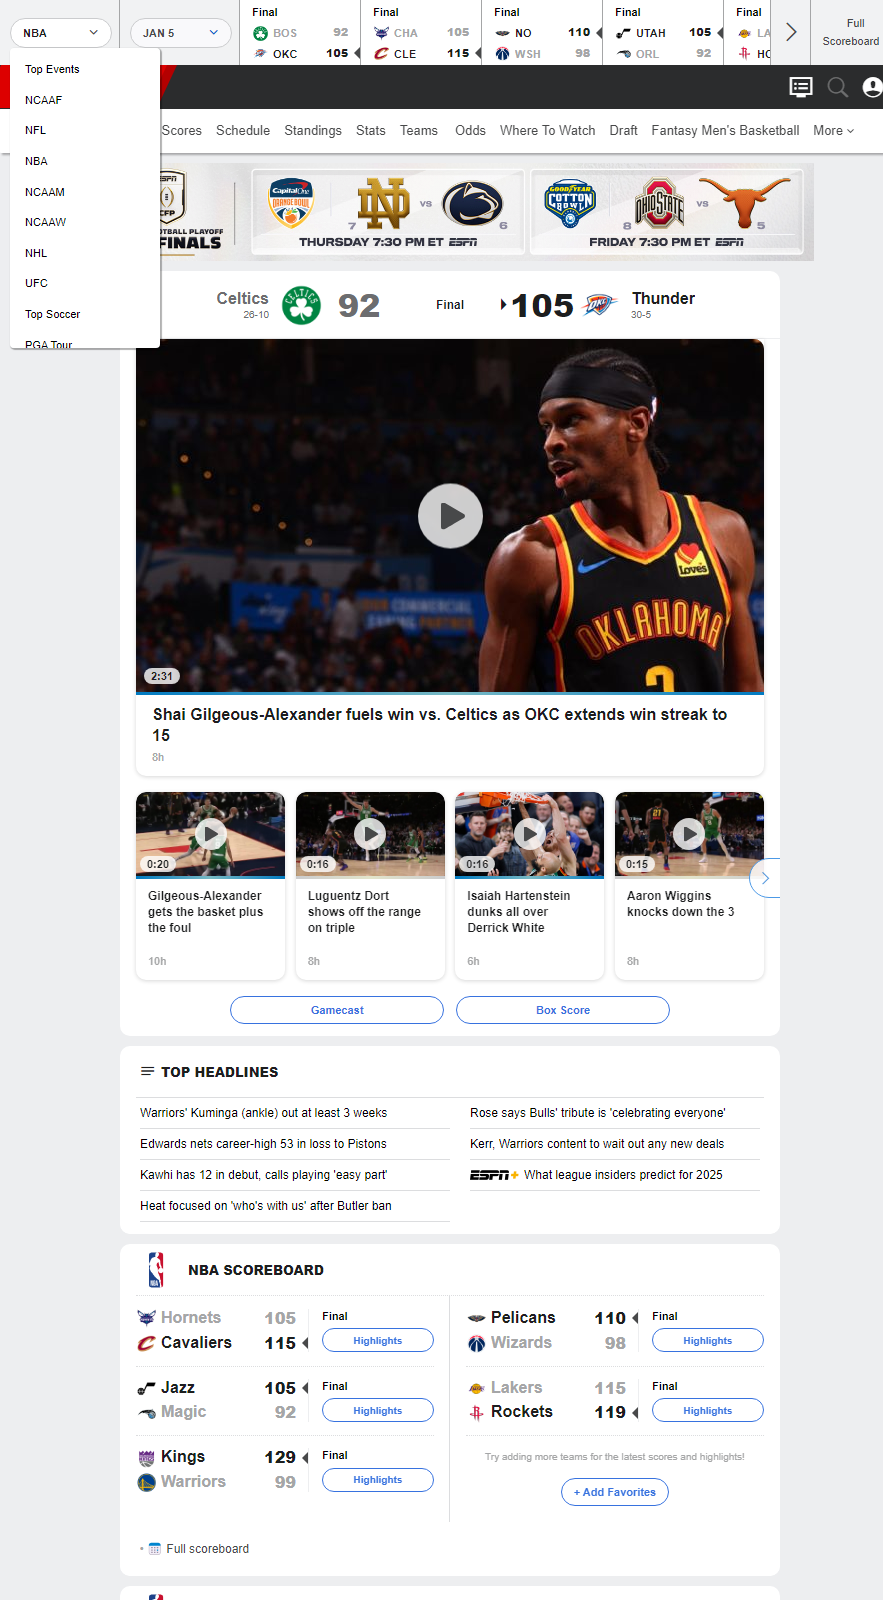 NBA
JAN 5
Final
BOS 92
OKC 105
Final
CHA 105
CLE 115
Final
NO 110
WSH 98
Final
UTAH 105
ORL 92
Final
Full
Scoreboard
Top Events
NCAAF
NFL
NBA
NCAAM
NCAAW
NHL
UFC
Top Soccer
PGA Tour
Scores Schedule Standings Stats Teams Odds Where To Watch Draft Fantasy Men's Basketball More
CFP
Capital One
ORANGE BOWL
7 VS 6
THURSDAY 7:30 PM ET ESPN
GOODYEAR
COTTON BOWL
OHIO STATE
8 VS 5
FRIDAY 7:30 PM ET ESPN
Celtics
26-10
92
Final
105
Thunder
30-5
Love's
OKLAHOMA
2:31
Shai Gilgeous-Alexander fuels win vs. Celtics as OKC extends win streak to
15
8h
0:20
Gilgeous-Alexander
gets the basket plus
the foul
10h
0:16
Luguentz Dort
shows off the range
on triple
8h
0:16
Isaiah Hartenstein
dunks all over
Derrick White
6h
0:15
Aaron Wiggins
knocks down the 3
8h
Gamecast
Box Score
TOP HEADLINES
Warriors' Kuminga (ankle) out at least 3 weeks
Edwards nets career-high 53 in loss to Pistons
Kawhi has 12 in debut, calls playing 'easy part'
Heat focused on 'who's with us' after Butler ban
Rose says Bulls' tribute is 'celebrating everyone'
Kerr, Warriors content to wait out any new deals
ESPN+ What league insiders predict for 2025
NBA SCOREBOARD
Hornets 105 Final
Cavaliers 115 Highlights
Jazz 105 Final
Magic 92 Highlights
Kings 129 Final
Warriors 99 Highlights
Pelicans 110 Final
Wizards 98 Highlights
Lakers 115 Final
Rockets 119 Highlights
Try adding more teams for the latest scores and highlights!
+ Add Favorites
Full scoreboard